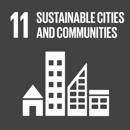 11 SUSTAINABLE CITIES
AND COMMUNITIES